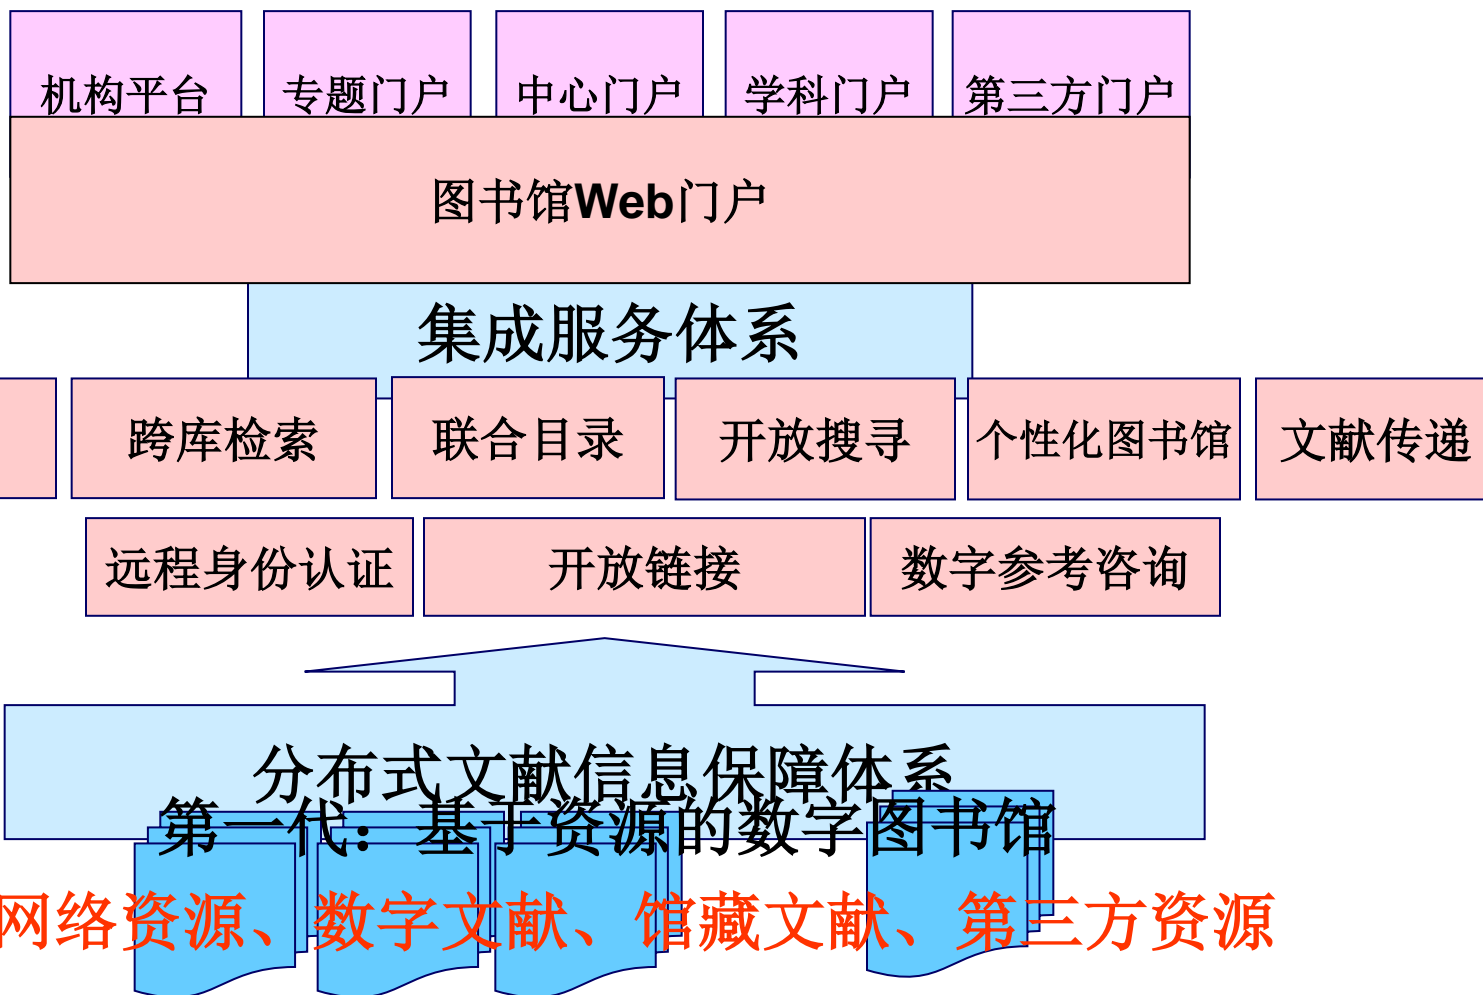 机构平台 专题门户 中心门户 学科门户 第三方门户
图书馆Web门户
集成服务体系
跨库检索 联合目录 开放搜寻 个性化图书馆 文献传递
远程身份认证 开放链接 数字参考咨询
分布式文献信息保障体系
第一代：基于资源的数字图书馆
网络资源、数字文献、馆藏文献、第三方资源